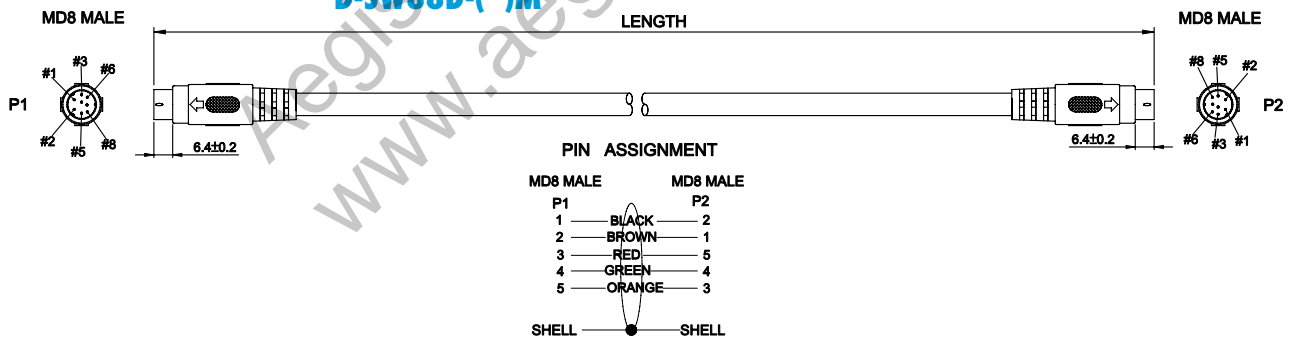 MD8 MALE
LENGTH
MD8 MALE
#3
#1
#6
P1
#2
#5
#8
6.4±0.2
#8
#5
#2
P2
#6
#3
#1
6.4±0.2
PIN ASSIGNMENT
MD8 MALE MD8 MALE
P1 P2
1 BLACK 2
2 BROWN 1
3 RED 5
4 GREEN 4
5 ORANGE 3
SHELL SHELL